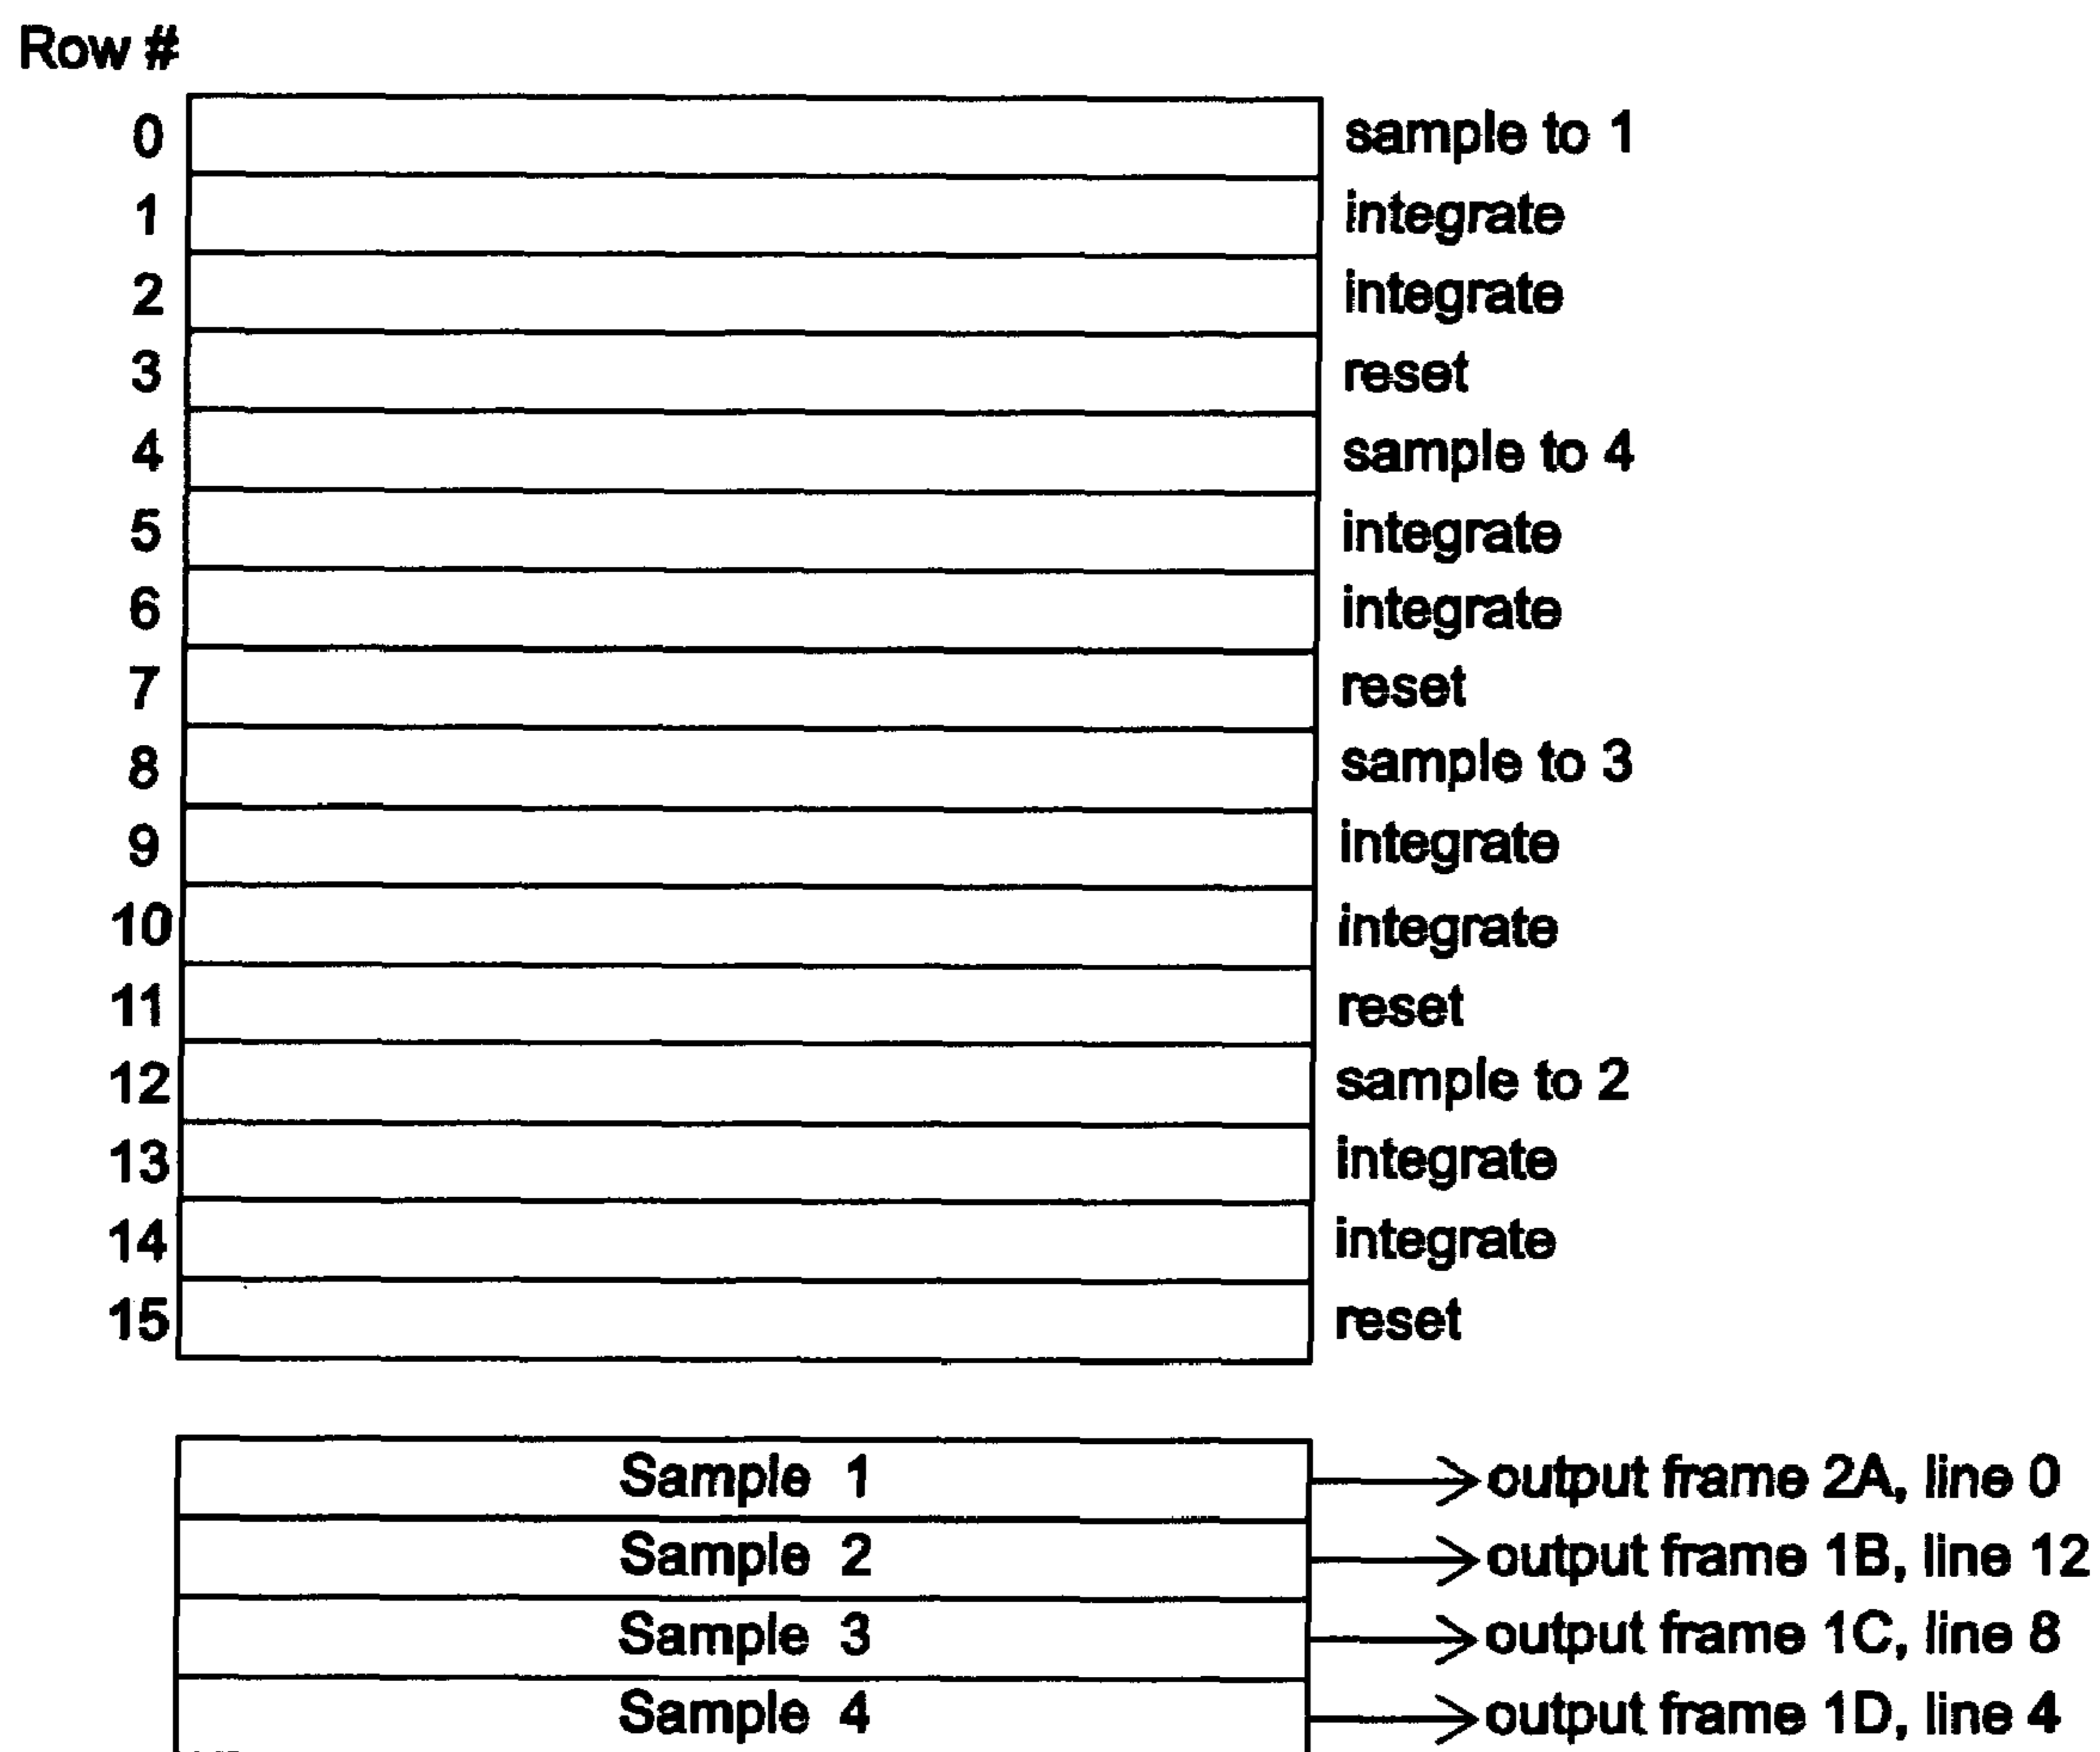 Row #
0 sample to 1
1 integrate
2 integrate
3 reset
4 sample to 4
5 integrate
6 integrate
7 reset
8 sample to 3
9 integrate
10 integrate
11 reset
12 sample to 2
13 integrate
14 integrate
15 reset
Sample 1 output frame 2A, line 0
Sample 2 output frame 1B, line 12
Sample 3 output frame 1C, line 8
Sample 4 output frame 1D, line 4